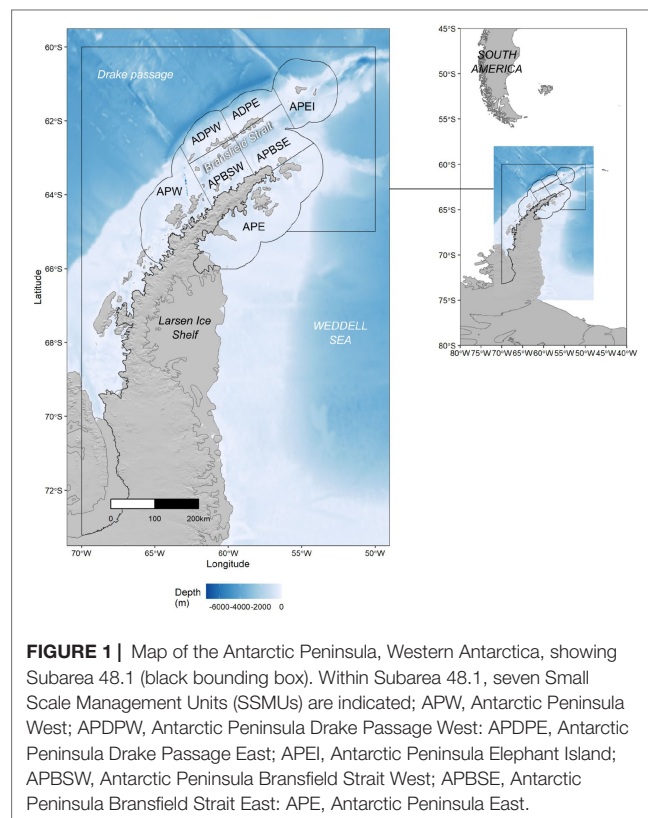 60°S
62°S
64°S
66°S
68°S
70°S
72°S
Latitude
Drake passage
ADPW
ADPE
APEI
Bransfield Strait
APBSW
APBSE
APW
APE
Larsen Ice
Shelf
WEDDELL
SEA
0 100 200km
70°W 65°W 60°W 55°W 50°W
Longitude
Depth
(m)
-6000-4000-2000 0
45°S
50°S
55°S
60°S
65°S
70°S
75°S
80°S
SOUTH
AMERICA
80°W 70°W 65°W 60°W 55°W 50°W 45°W 40°W
FIGURE 1 | Map of the Antarctic Peninsula, Western Antarctica, showing
Subarea 48.1 (black bounding box). Within Subarea 48.1, seven Small
Scale Management Units (SSMUs) are indicated; APW, Antarctic Peninsula
West; APDPW, Antarctic Peninsula Drake Passage West: APDPE, Antarctic
Peninsula Drake Passage East; APEI, Antarctic Peninsula Elephant Island;
APBSW, Antarctic Peninsula Bransfield Strait West; APBSE, Antarctic
Peninsula Bransfield Strait East: APE, Antarctic Peninsula East.